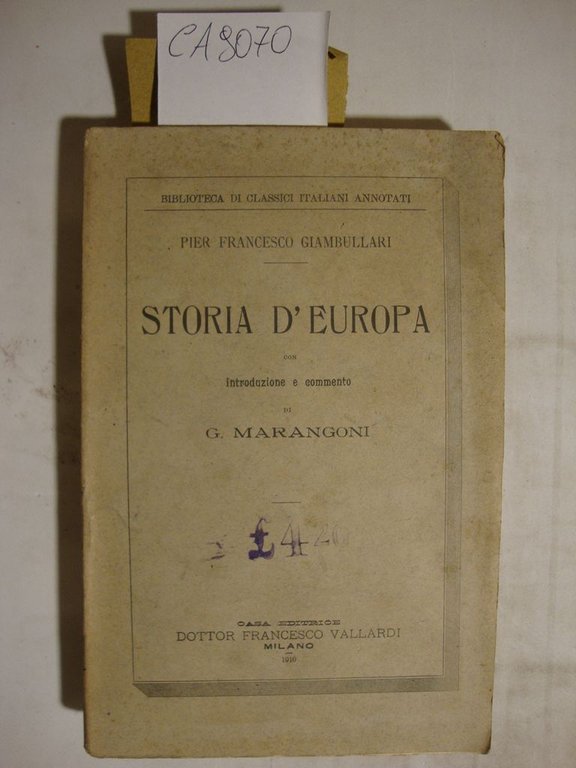 CA8070
BIBLIOTECA DI CLASSICI ITALIANI ANNOTATI
PIER FRANCESCO GIAMBULLARI
STORIA D'EUROPA
CON
Introduzione e commento
DI
G. MARANGONI
CASA EDITRICE
DOTTOR FRANCESCO VALLARDI
MILANO
1910